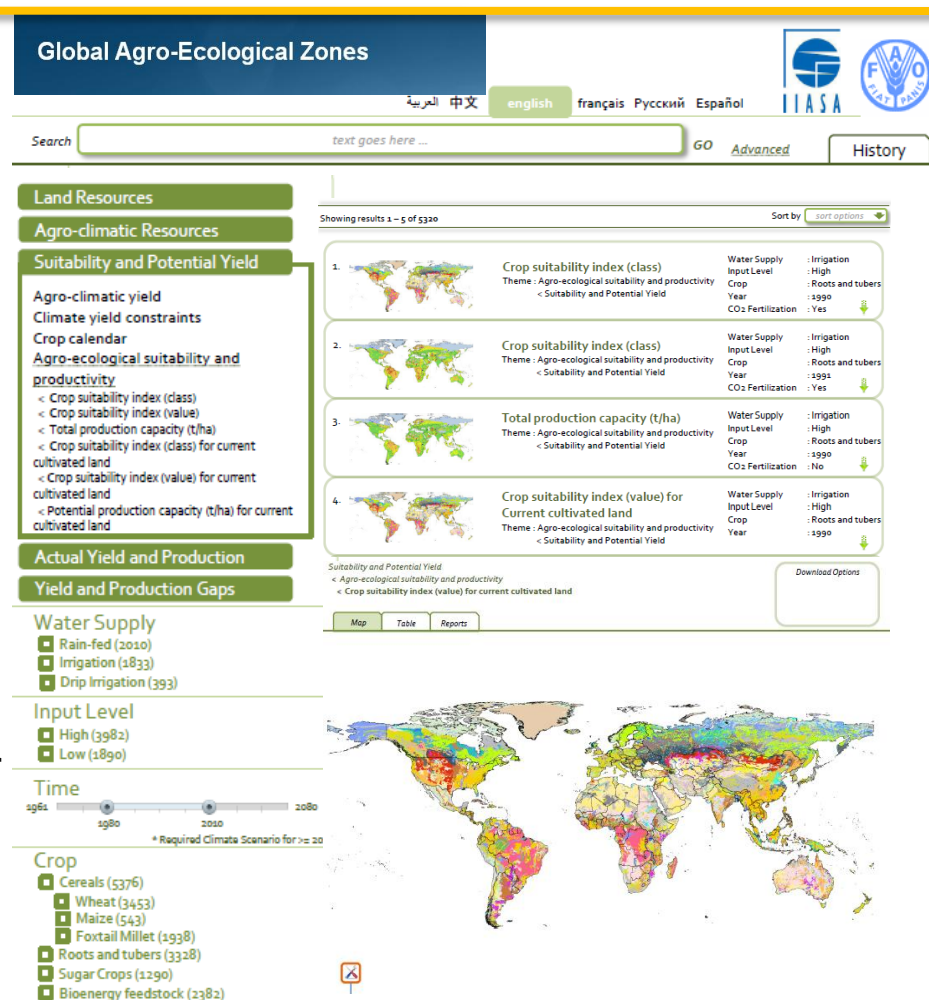 Global Agro-Ecological Zones
العربية 中文 english français Русский Español
IIASA
FAO
FIAT PANIS
Search text goes here ... GO Advanced History
Land Resources
Agro-climatic Resources
Suitability and Potential Yield
Agro-climatic yield
Climate yield constraints
Crop calendar
Agro-ecological suitability and
productivity
< Crop suitability index (class)
< Crop suitability index (value)
< Total production capacity (t/ha)
< Crop suitability index (class) for current
cultivated land
< Crop suitability index (value) for current
cultivated land
< Potential production capacity (t/ha) for current
cultivated land
Actual Yield and Production
Yield and Production Gaps
Water Supply
Rain-fed (2010)
Irrigation (1833)
Drip Irrigation (393)
Input Level
High (3982)
Low (1890)
Time
1961 2080
1980 2010
* Required Climate Scenario for >= 20
Crop
Cereals (5376)
Wheat (3453)
Maize (543)
Foxtail Millet (1938)
Roots and tubers (3328)
Sugar Crops (1290)
Bioenergy feedstock (2382)
Showing results 1 – 5 of 5320 Sort by sort options
1. Crop suitability index (class)
Theme : Agro-ecological suitability and productivity
< Suitability and Potential Yield
Water Supply : Irrigation
Input Level : High
Crop : Roots and tubers
Year : 1990
CO2 Fertilization : Yes
2. Crop suitability index (class)
Theme : Agro-ecological suitability and productivity
< Suitability and Potential Yield
Water Supply : Irrigation
Input Level : High
Crop : Roots and tubers
Year : 1991
CO2 Fertilization : Yes
3. Total production capacity (t/ha)
Theme : Agro-ecological suitability and productivity
< Suitability and Potential Yield
Water Supply : Irrigation
Input Level : High
Crop : Roots and tubers
Year : 1990
CO2 Fertilization : No
4. Crop suitability index (value) for
Current cultivated land
Theme : Agro-ecological suitability and productivity
< Suitability and Potential Yield
Water Supply : Irrigation
Input Level : High
Crop : Roots and tubers
Year : 1990
Suitability and Potential Yield
< Agro-ecological suitability and productivity
< Crop suitability index (value) for current cultivated land
Download Options
Map Table Reports